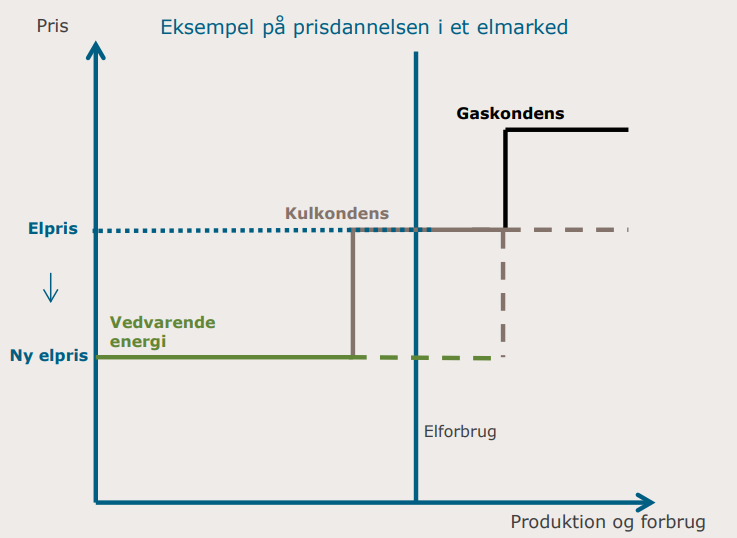 Pris
Eksempel på prisdannelsen i et elmarked
Gaskondens
Kulkondens
Elpris
Vedvarende
energi
Ny elpris
Elforbrug
Produktion og forbrug